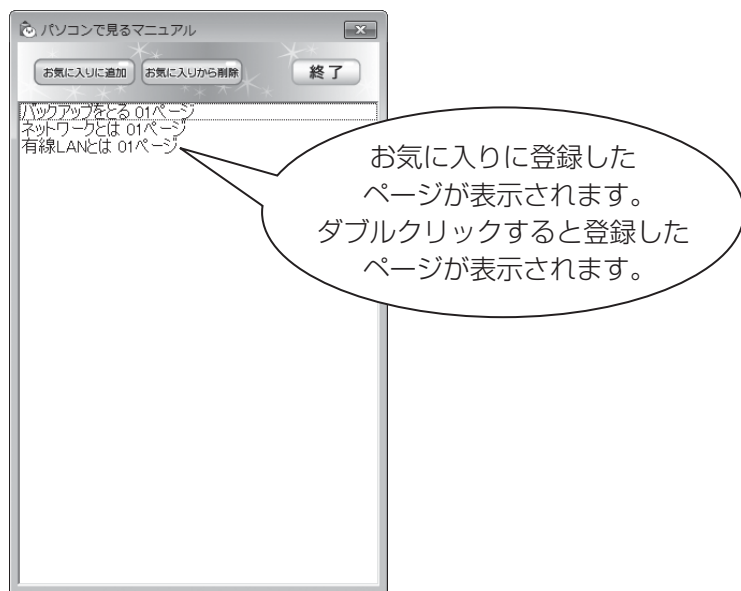 パソコンで見るマニュアル
お気に入りに追加 お気に入りから削除 終了
バックアップをとる 01ページ
ネットワークとは 01ページ
有線LANとは 01ページ
お気に入りに登録した
ページが表示されます。
ダブルクリックすると登録した
ページが表示されます。